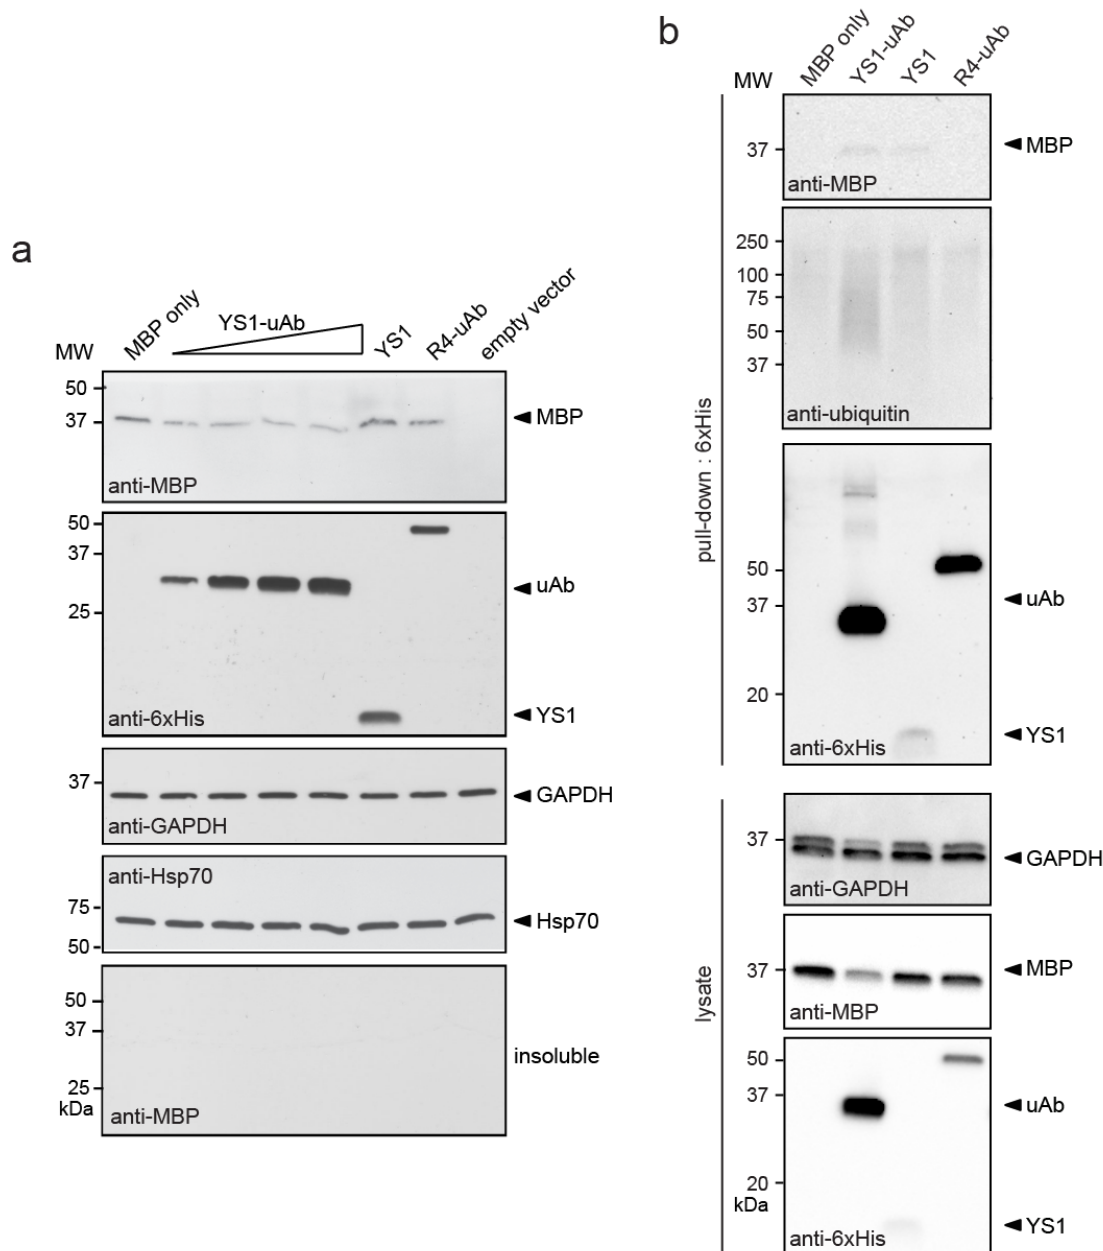 a
MW
MBP only
YS1-uAb
YS1
R4-uAb
empty vector
50
37
MBP
anti-MBP
50
37
25
uAb
YS1
anti-6xHis
37
GAPDH
anti-GAPDH
anti-Hsp70
75
50
Hsp70
50
37
25
kDa
insoluble
anti-MBP
b
MW
MBP only
YS1-uAb
YS1
R4-uAb
pull-down : 6xHis
37
MBP
anti-MBP
250
100
75
50
37
anti-ubiquitin
50
37
20
uAb
YS1
anti-6xHis
lysate
37
GAPDH
anti-GAPDH
37
MBP
anti-MBP
50
37
20
kDa
uAb
YS1
anti-6xHis